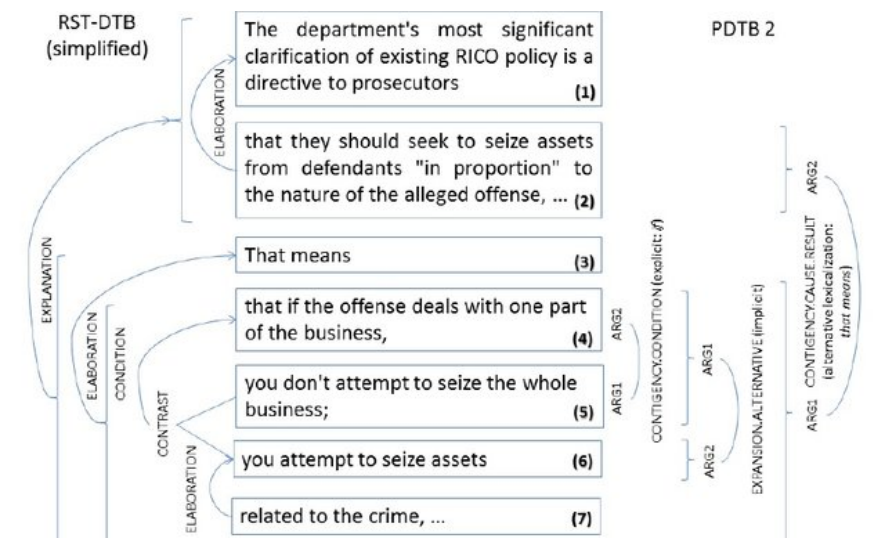 RST-DTB
(simplified)
PDTB 2
The department's most significant
clarification of existing RICO policy is a
directive to prosecutors
(1)
ELABORATION
that they should seek to seize assets
from defendants "in proportion" to
the nature of the alleged offense, ... (2)
ARG2
EXPLANATION
That means
(3)
ELABORATION
CONDITION
that if the offense deals with one part
of the business,
(4)
ARG2
CONTRAST
you don't attempt to seize the whole
business;
(5)
ARG1
CONTIGENCY.CONDITION (explicit: if)
ARG1
you attempt to seize assets
(6)
ARG2
ELABORATION
related to the crime, ...
(7)
EXPANSION.ALTERNATIVE (implicit)
ARG1
CONTIGENCY.CAUSE.RESULT
(alternative lexicalization:
that means)